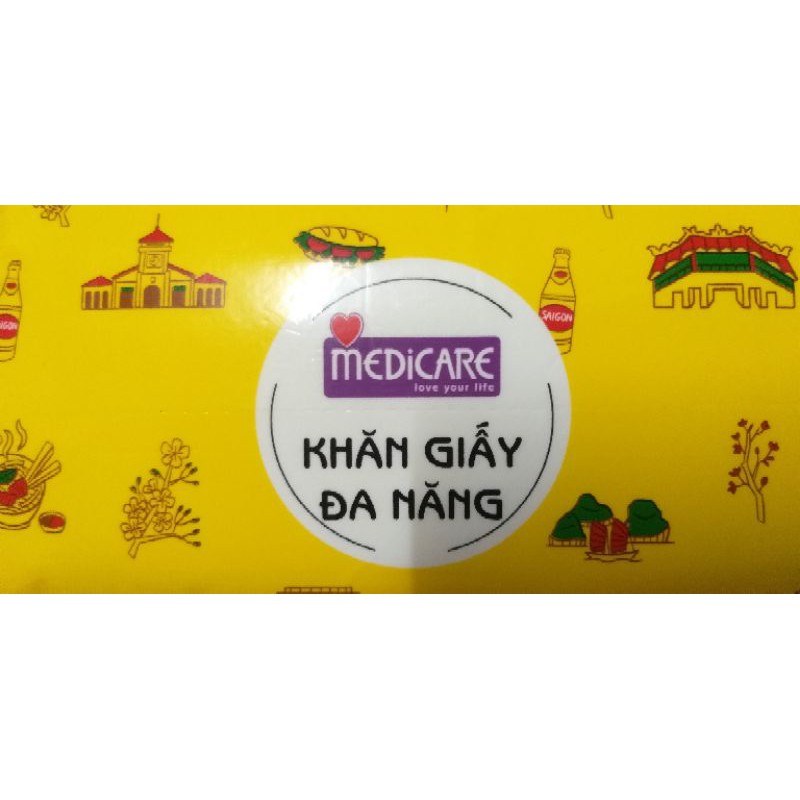 SAIGON
SAIGON
MEDiCARE
love your life
KHĂN GIẤY
ĐA NĂNG